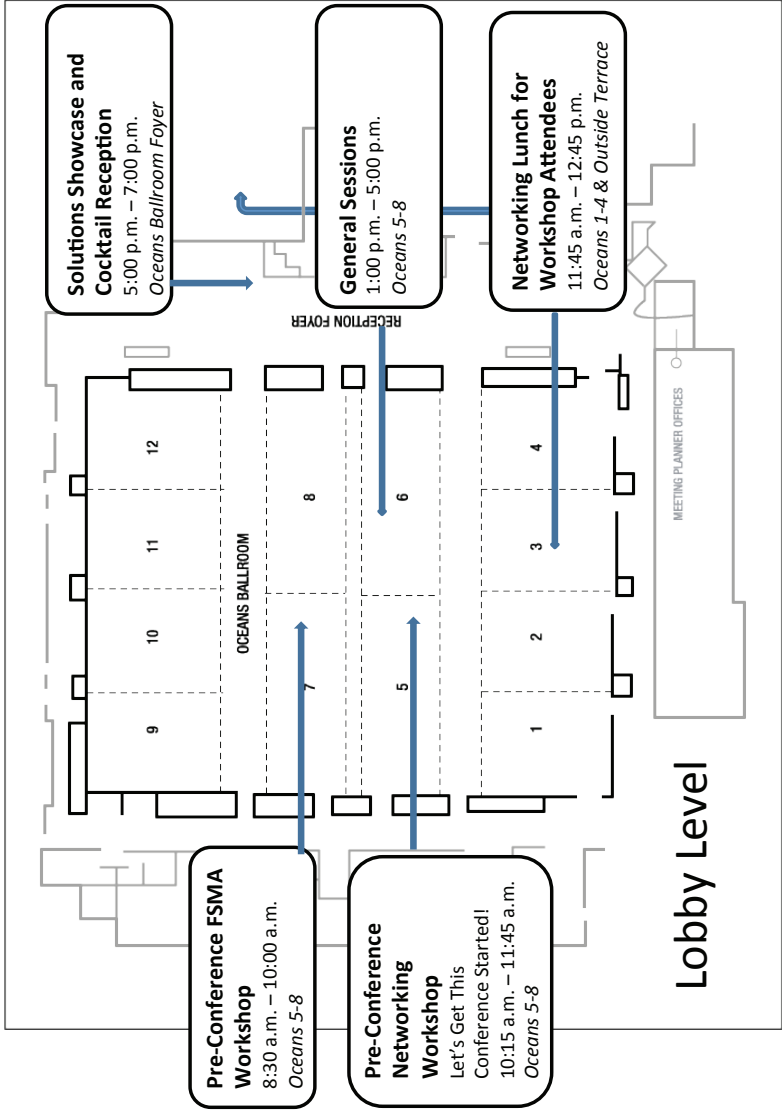 Solutions Showcase and
Cocktail Reception
5:00 p.m. – 7:00 p.m.
Oceans Ballroom Foyer
General Sessions
1:00 p.m. – 5:00 p.m.
Oceans 5-8
Networking Lunch for
Workshop Attendees
11:45 a.m. – 12:45 p.m.
Oceans 1-4 & Outside Terrace
RECEPTION FOYER
9
10
11
12
OCEANS BALLROOM
7
8
5
6
1
2
3
4
MEETING PLANNER OFFICES
Pre-Conference FSMA
Workshop
8:30 a.m. – 10:00 a.m.
Oceans 5-8
Pre-Conference
Networking
Workshop
Let's Get This
Conference Started!
10:15 a.m. – 11:45 a.m.
Oceans 5-8
Lobby Level